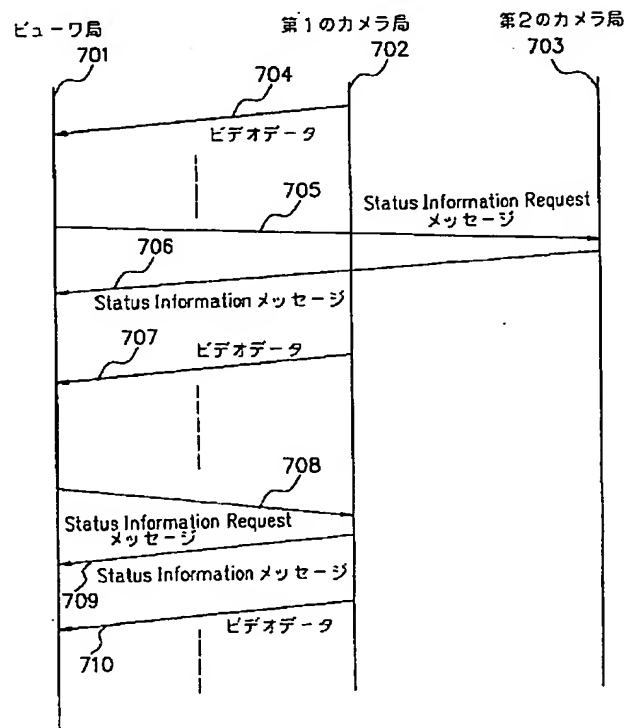 ビューワ局
701
第1のカメラ局
702
第2のカメラ局
703
704
ビデオデータ
705
Status Information Request
メッセージ
706
Status Information メッセージ
707
ビデオデータ
708
Status Information Request
メッセージ
709
Status Information メッセージ
ビデオデータ
710